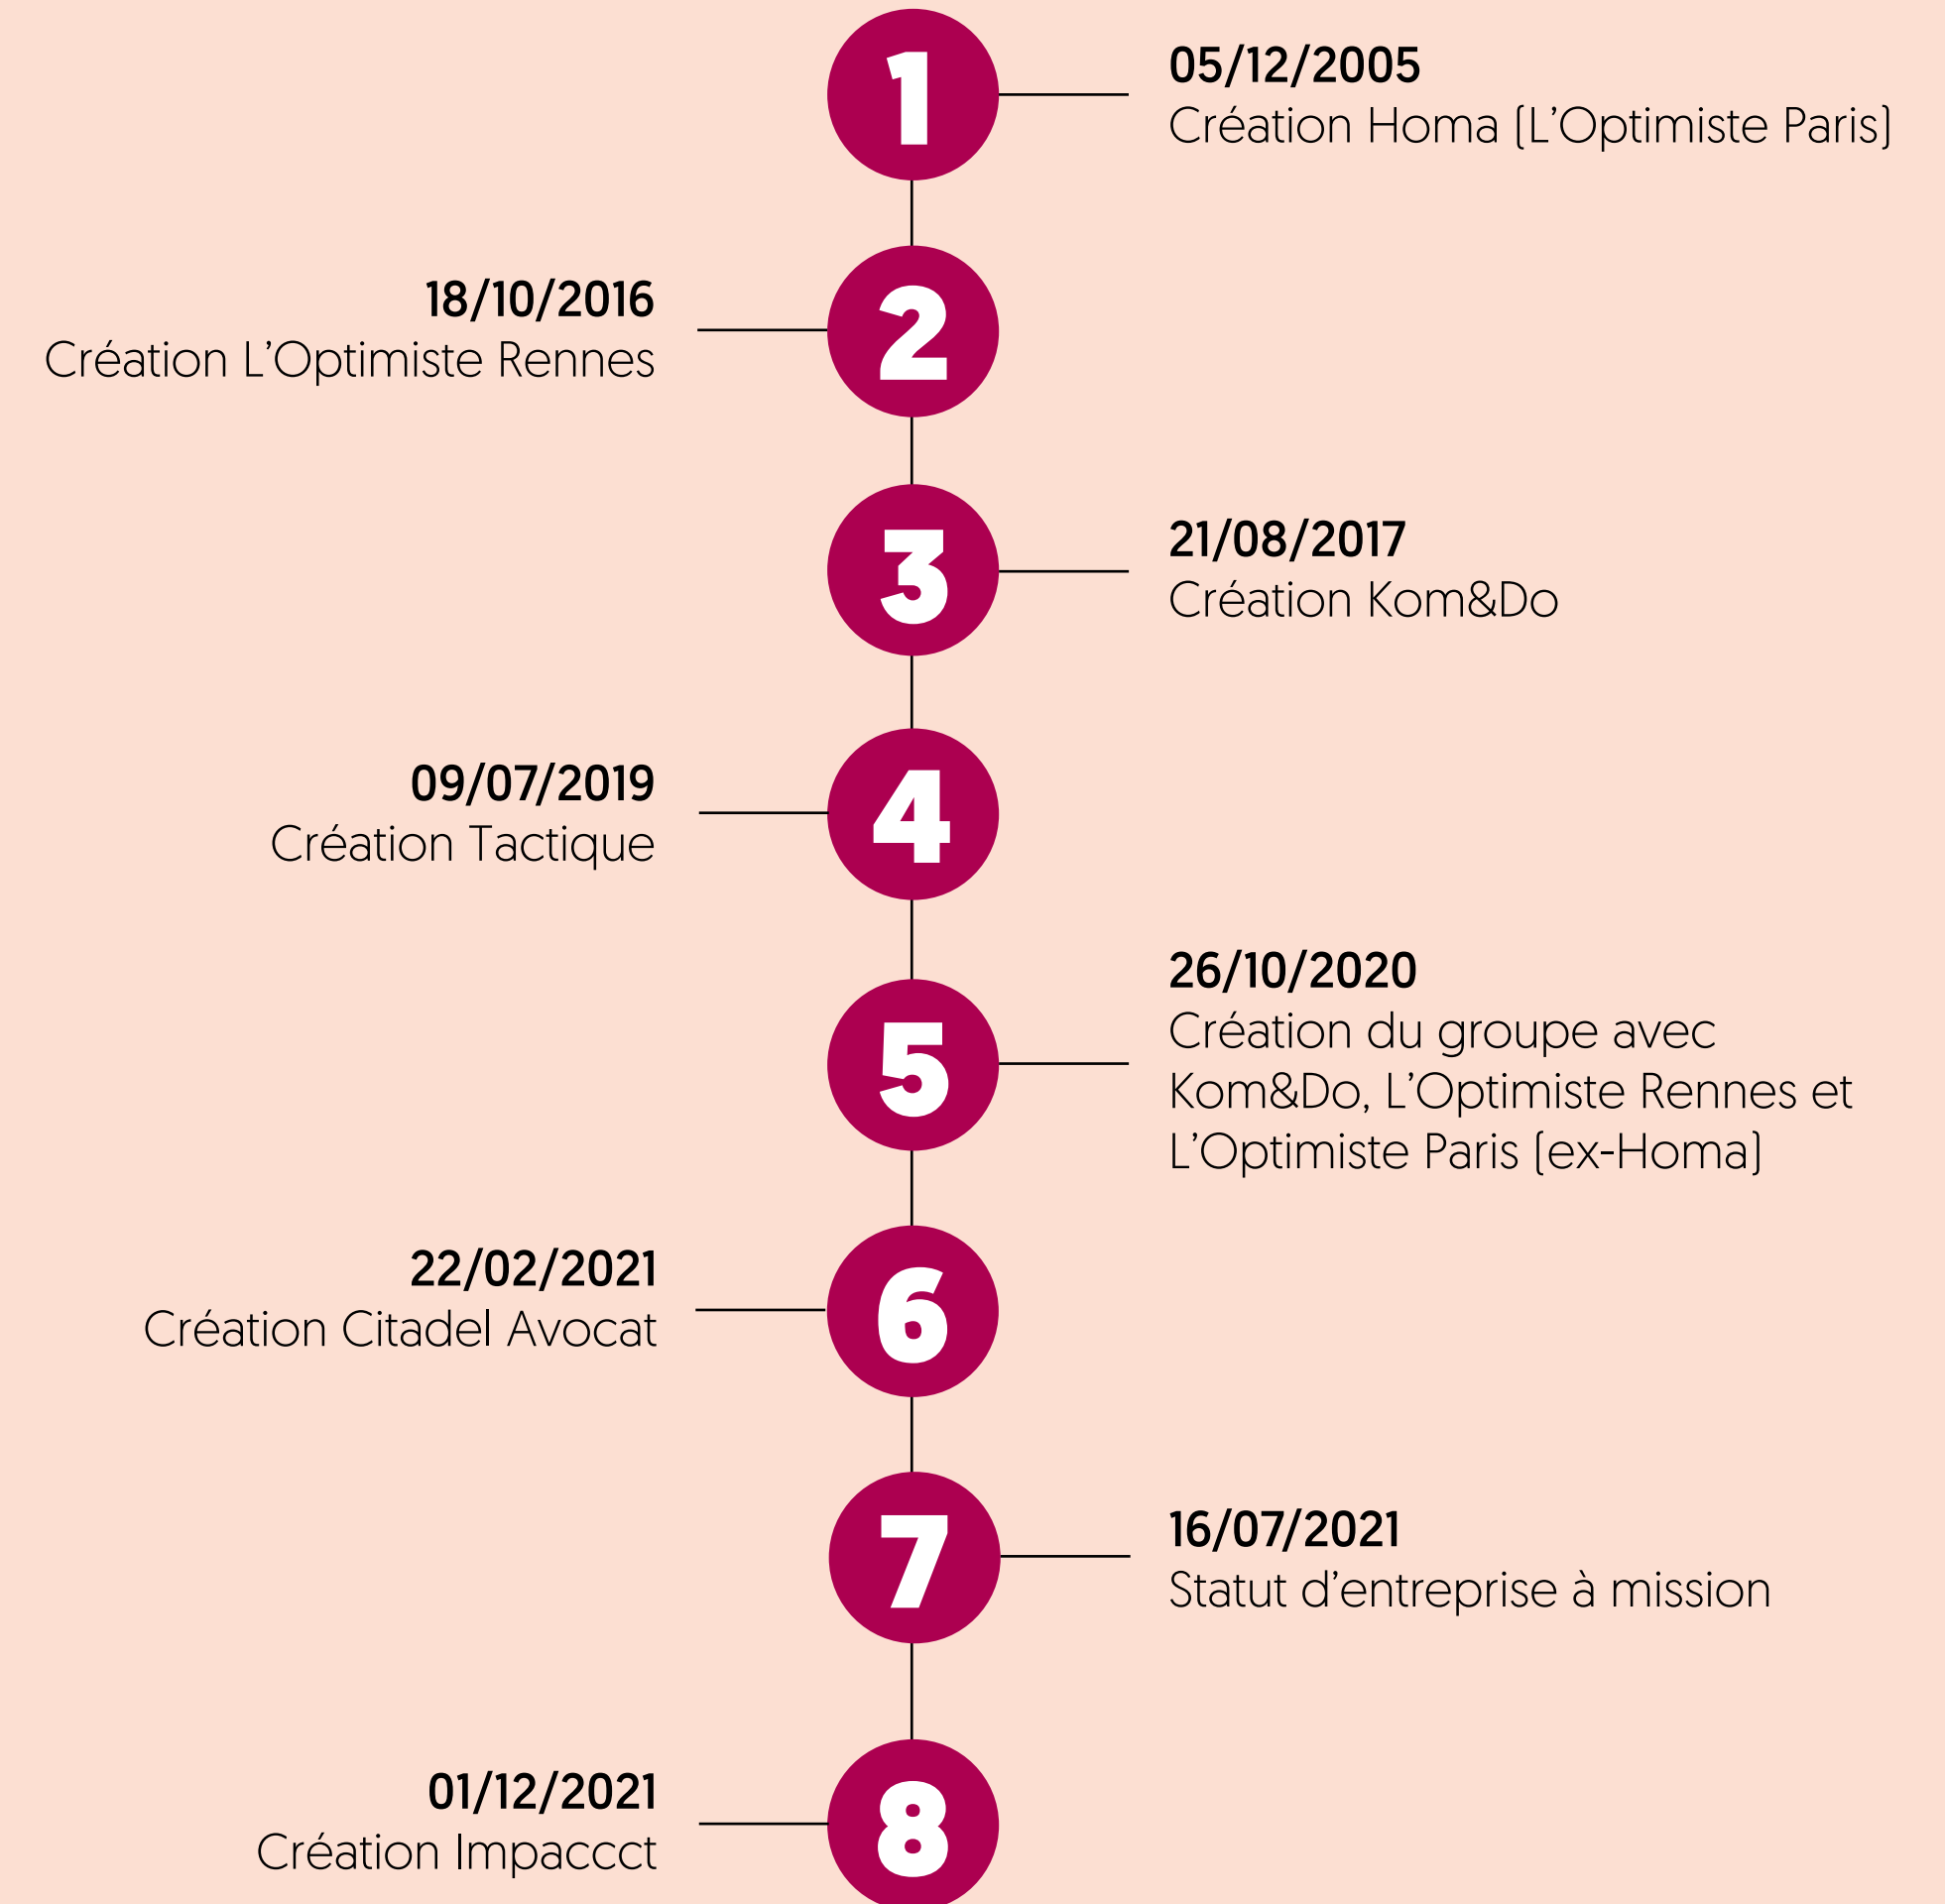 1
05/12/2005
Création Homa (L'Optimiste Paris)
2
18/10/2016
Création L'Optimiste Rennes
3
21/08/2017
Création Kom&Do
4
09/07/2019
Création Tactique
5
26/10/2020
Création du groupe avec
Kom&Do, L'Optimiste Rennes et
L'Optimiste Paris (ex-Homa)
6
22/02/2021
Création Citadel Avocat
7
16/07/2021
Statut d'entreprise à mission
8
01/12/2021
Création Impaccct